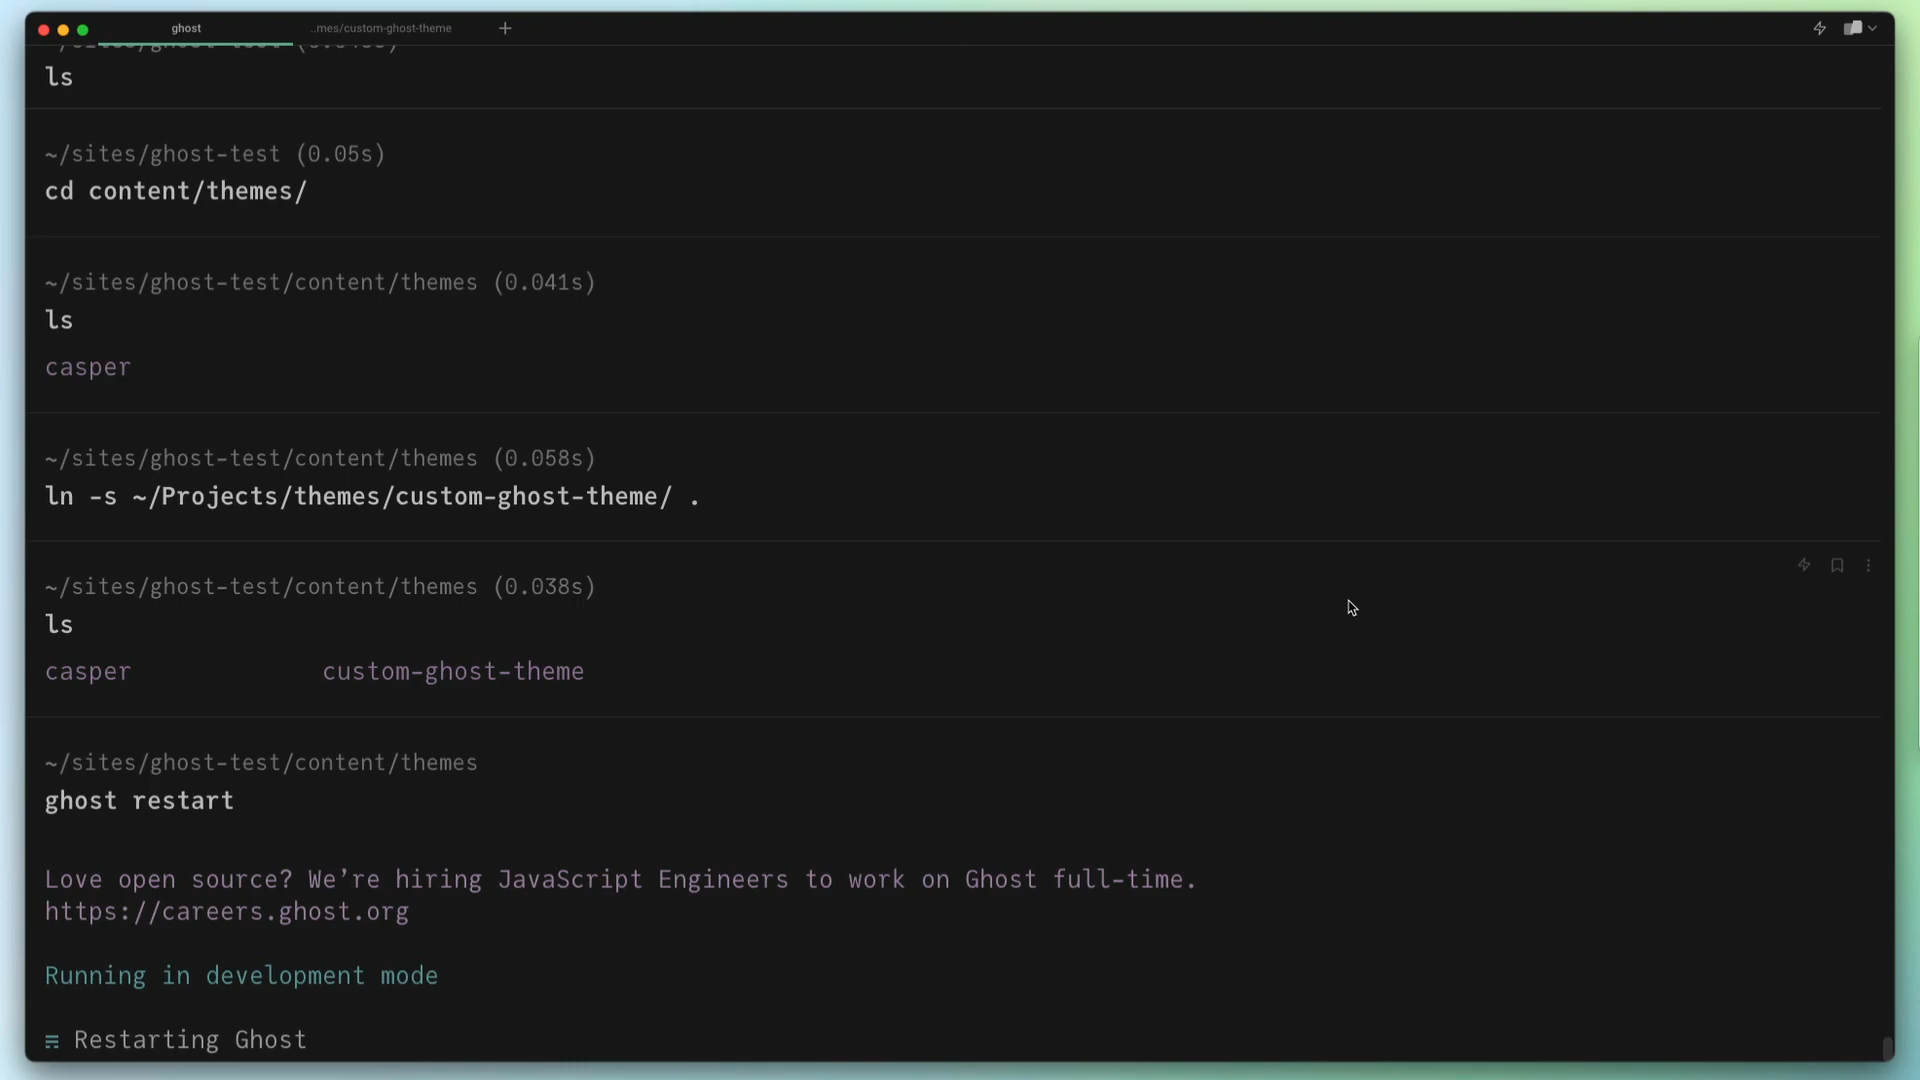 ghost
..mes/custom-ghost-theme
ls
~/sites/ghost-test (0.05s)
cd content/themes/
~/sites/ghost-test/content/themes (0.041s)
ls
casper
~/sites/ghost-test/content/themes (0.058s)
ln -s ~/Projects/themes/custom-ghost-theme/ .
~/sites/ghost-test/content/themes (0.038s)
ls
casper custom-ghost-theme
~/sites/ghost-test/content/themes
ghost restart
Love open source? We’re hiring JavaScript Engineers to work on Ghost full-time.
https://careers.ghost.org
Running in development mode
Restarting Ghost